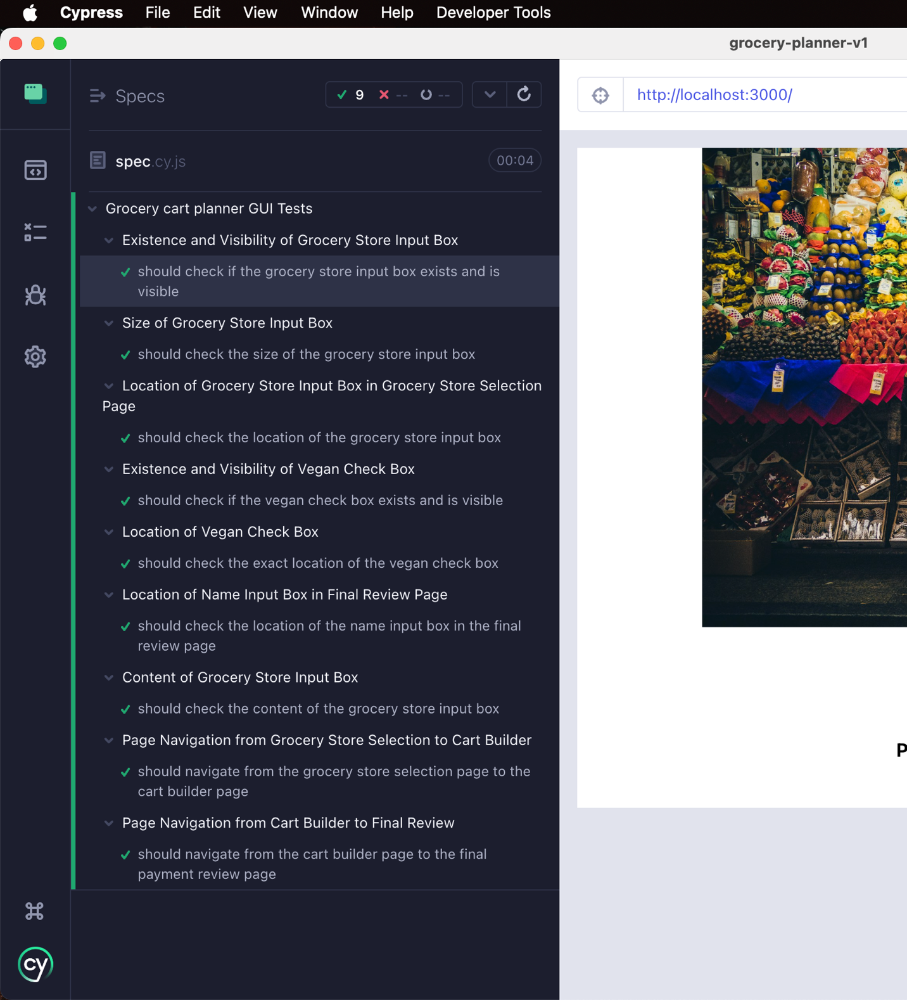 Cypress File Edit View Window Help Developer Tools
grocery-planner-v1
Specs
9 -- --
http://localhost:3000/
spec.cy.js
00:04
Grocery cart planner GUI Tests
Existence and Visibility of Grocery Store Input Box
should check if the grocery store input box exists and is
visible
Size of Grocery Store Input Box
should check the size of the grocery store input box
Location of Grocery Store Input Box in Grocery Store Selection
Page
should check the location of the grocery store input box
Existence and Visibility of Vegan Check Box
should check if the vegan check box exists and is visible
Location of Vegan Check Box
should check the exact location of the vegan check box
Location of Name Input Box in Final Review Page
should check the location of the name input box in the final
review page
Content of Grocery Store Input Box
should check the content of the grocery store input box
Page Navigation from Grocery Store Selection to Cart Builder
should navigate from the grocery store selection page to the
cart builder page
Page Navigation from Cart Builder to Final Review
should navigate from the cart builder page to the final
payment review page
P
cy